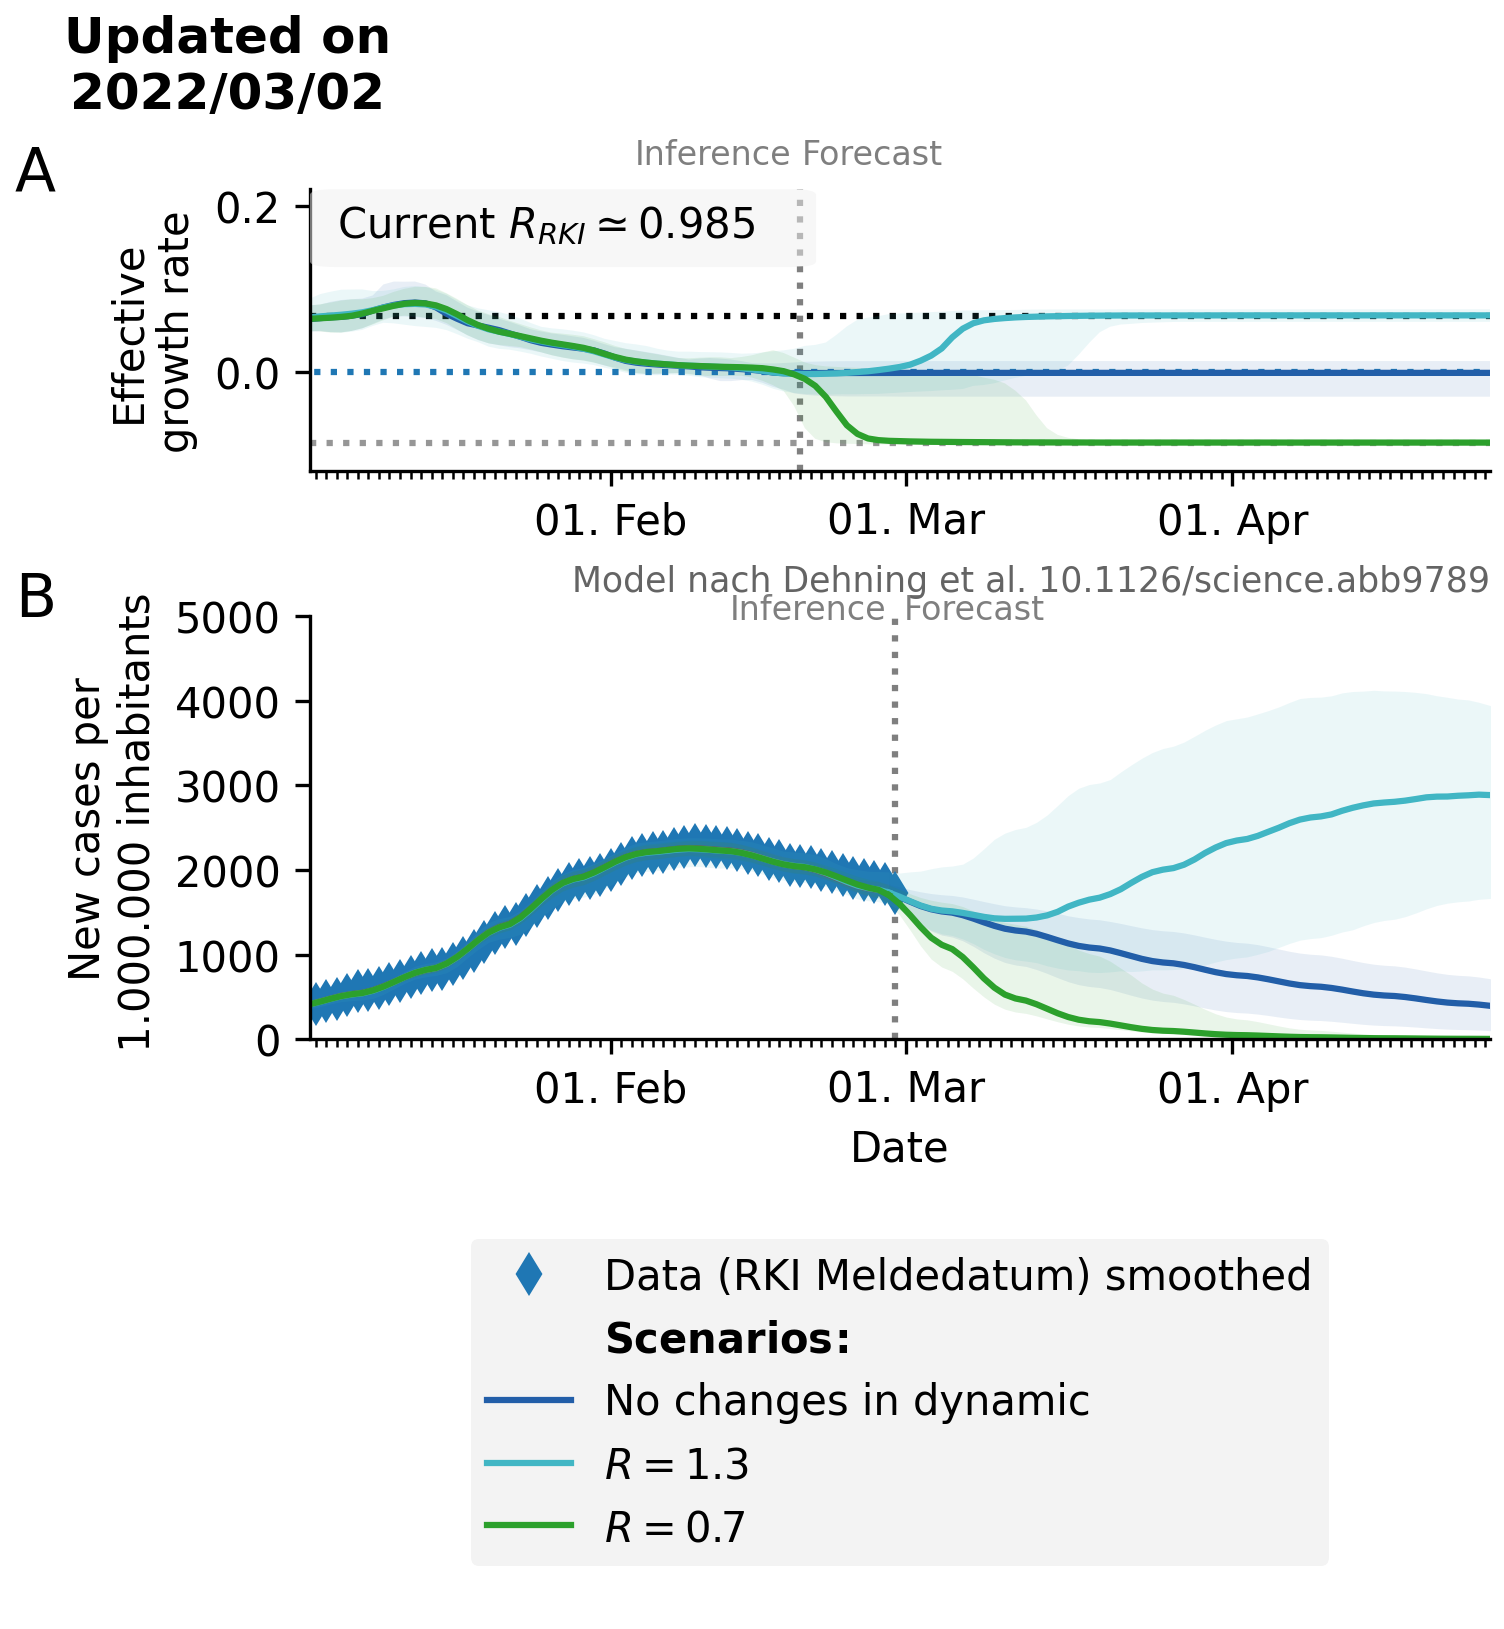 Updated on
2022/03/02
A
Inference Forecast
Effective
growth rate
0.2
0.0
Current R_RKI ≃ 0.985
01. Feb
01. Mar
01. Apr
B
Model nach Dehning et al. 10.1126/science.abb9789
Inference Forecast
New cases per
1.000.000 inhabitants
5000
4000
3000
2000
1000
0
01. Feb
01. Mar
01. Apr
Date
Data (RKI Meldedatum) smoothed
Scenarios:
No changes in dynamic
R = 1.3
R = 0.7